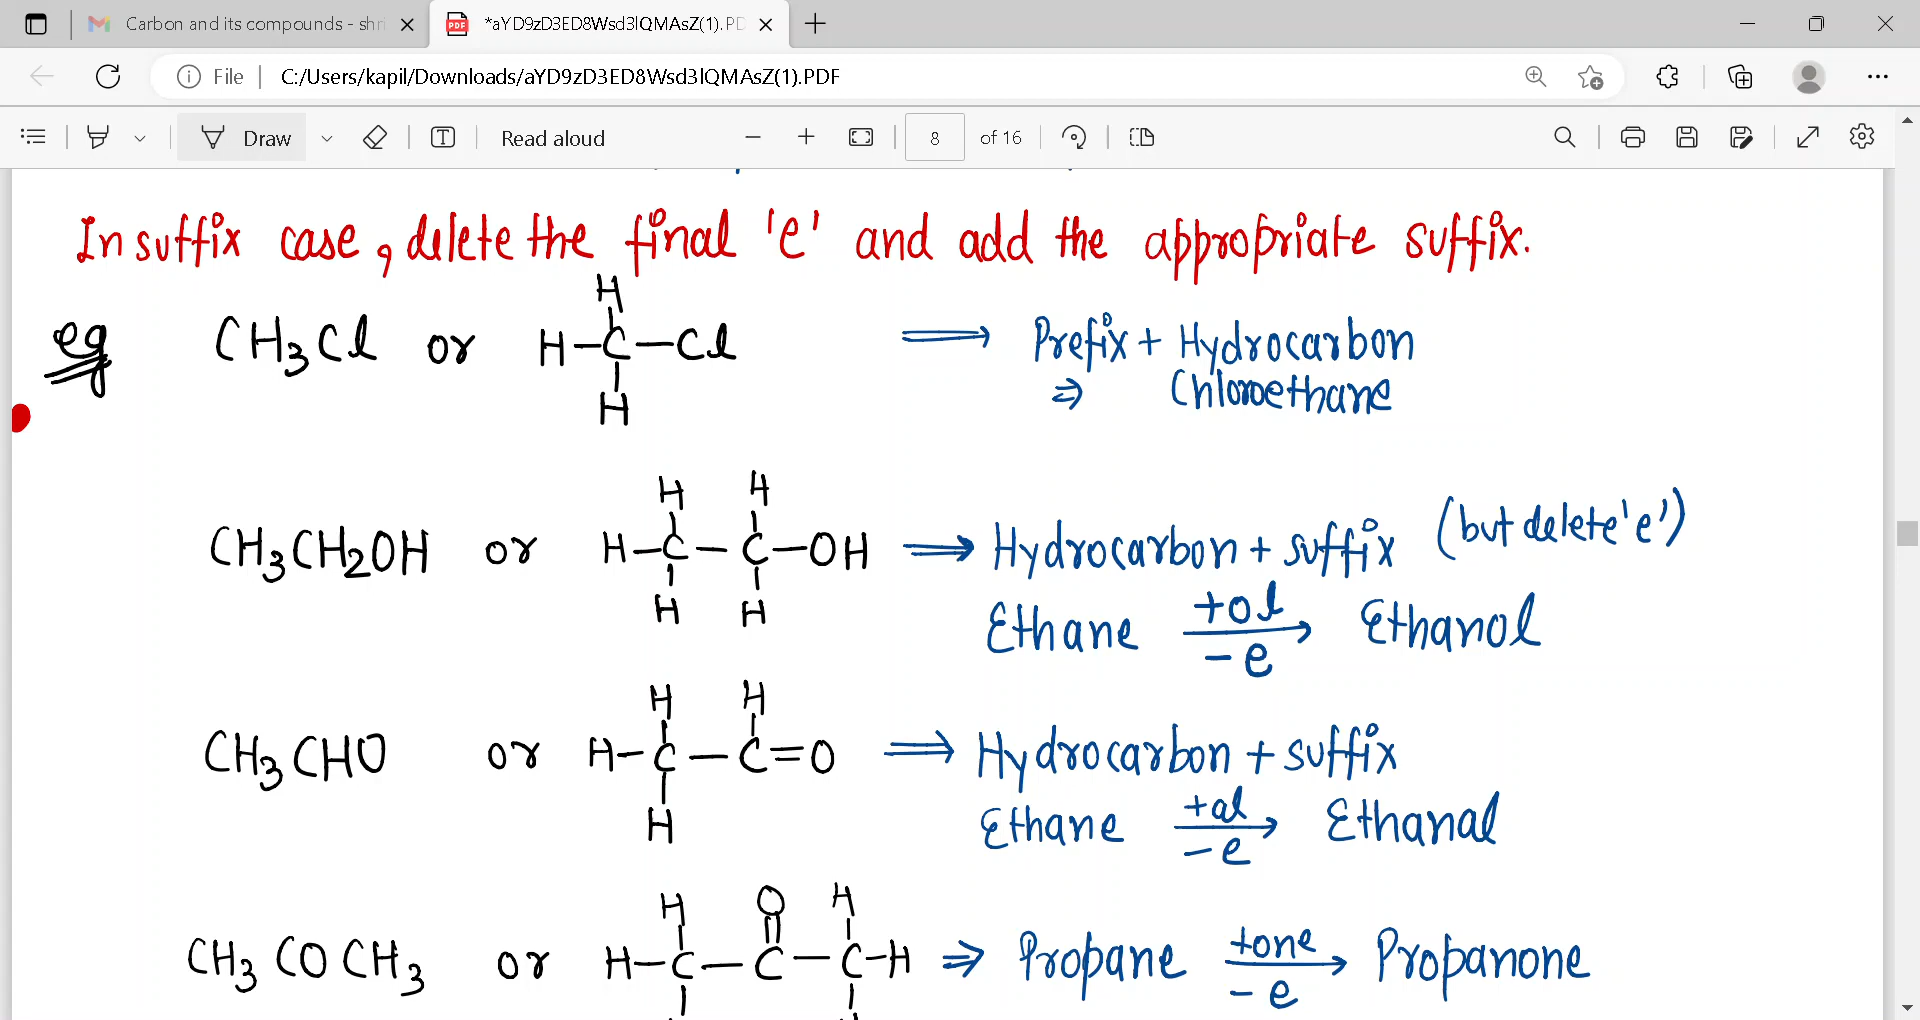 Carbon and its compounds - shri
*aYD9zD3ED8Wsd3lQMAsZ(1).PD
File
C:/Users/kapil/Downloads/aYD9zD3ED8Wsd3lQMAsZ(1).PDF
Draw
Read aloud
8 of 16
In suffix case, delete the final 'e' and add the appropriate suffix.
H
eg CH3Cl or H-C-Cl ⟹ Prefix + Hydrocarbon
⇒ Chloroethane
H
H H
CH3CH2OH or H-C-C-OH ⟹ Hydrocarbon + suffix (but delete 'e')
H H
Ethane +ol -e → Ethanol
H H
CH3CHO or H-C-C=O ⟹ Hydrocarbon + suffix
H
Ethane +al -e → Ethanal
H O H
CH3COCH3 or H-C-C-C-H ⇒ Propane +one -e → Propanone